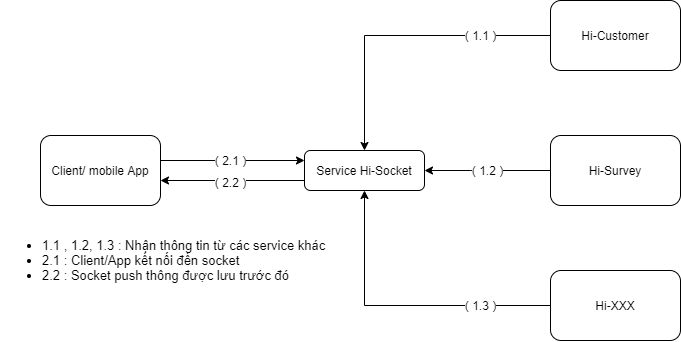 ( 1.1 )
Hi-Customer
Client/ mobile App
( 2.1 )
( 2.2 )
Service Hi-Socket
( 1.2 )
Hi-Survey
• 1.1 , 1.2, 1.3 : Nhận thông tin từ các service khác
• 2.1 : Client/App kết nối đến socket
• 2.2 : Socket push thông được lưu trước đó
( 1.3 )
Hi-XXX